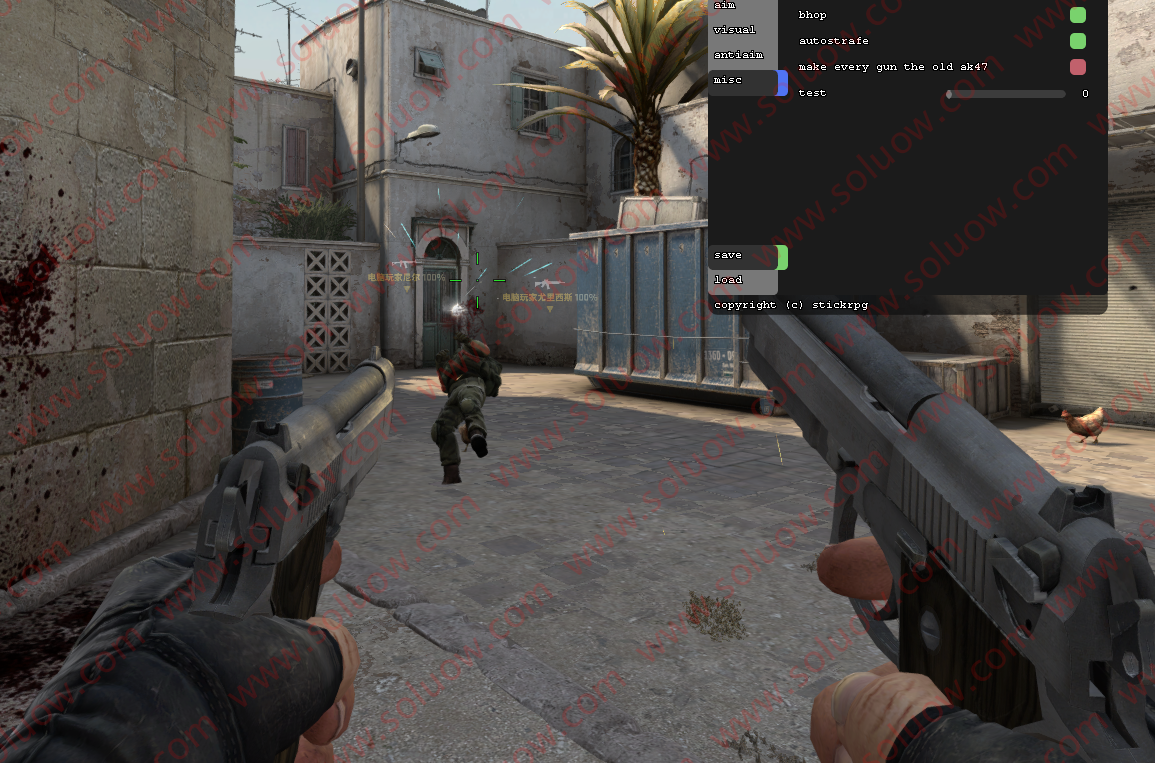 aim
bhop
visual
autostrafe
antiaim
make every gun the old ak47
misc
test
0
save
load
copyright (c) stickrpg
电脑玩家尼尔 100%
电脑玩家尤里西斯 100%
www.soluow.com